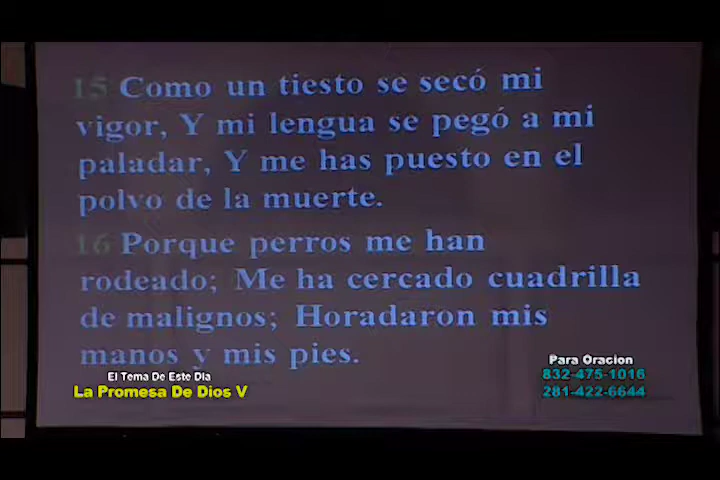 15 Como un tiesto se secó mi
vigor, Y mi lengua se pegó a mi
paladar, Y me has puesto en el
polvo de la muerte.
16 Porque perros me han
rodeado; Me ha cercado cuadrilla
de malignos; Horadaron mis
manos y mis pies.
El Tema De Este Dia
La Promesa De Dios V
Para Oracion
832-475-1016
281-422-6644